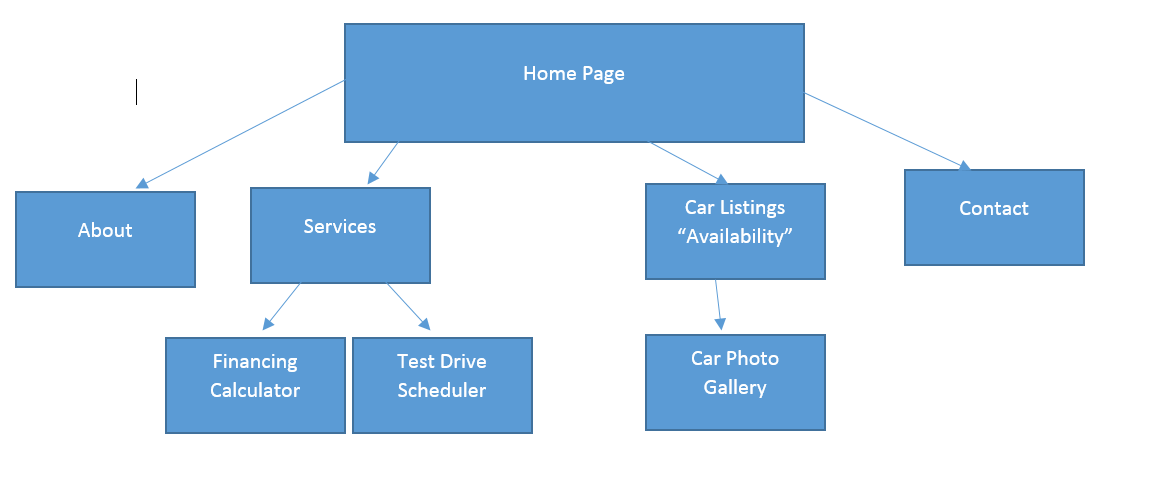 Home Page
About
Services
Car Listings
“Availability”
Contact
Financing
Calculator
Test Drive
Scheduler
Car Photo
Gallery